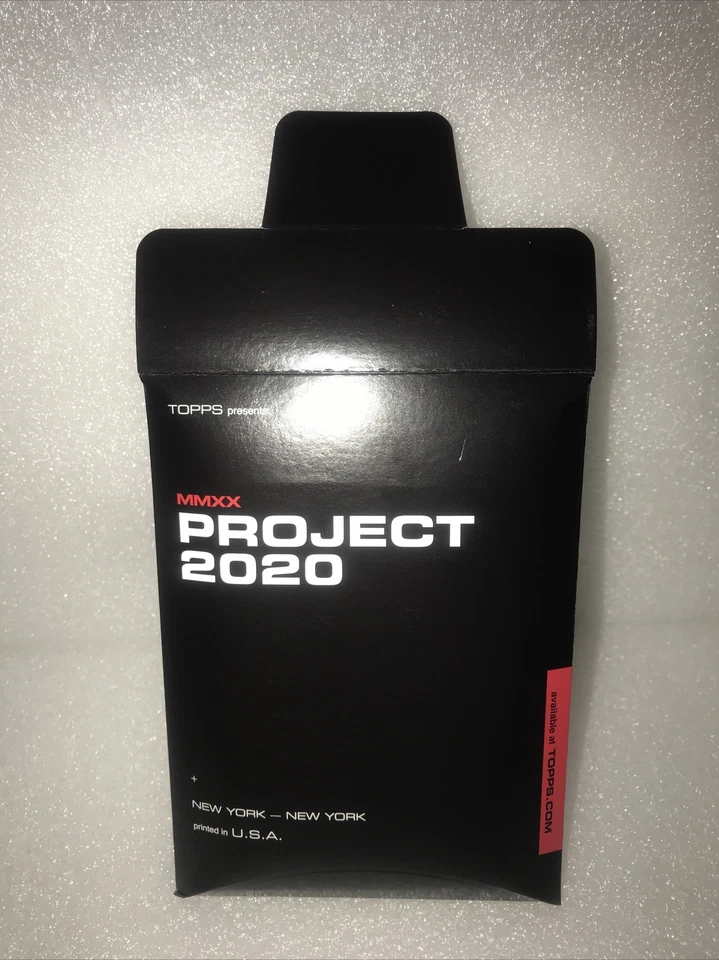 TOPPS presents
MMXX
PROJECT
2020
+
NEW YORK — NEW YORK
printed in U.S.A.
available at TOPPS.COM